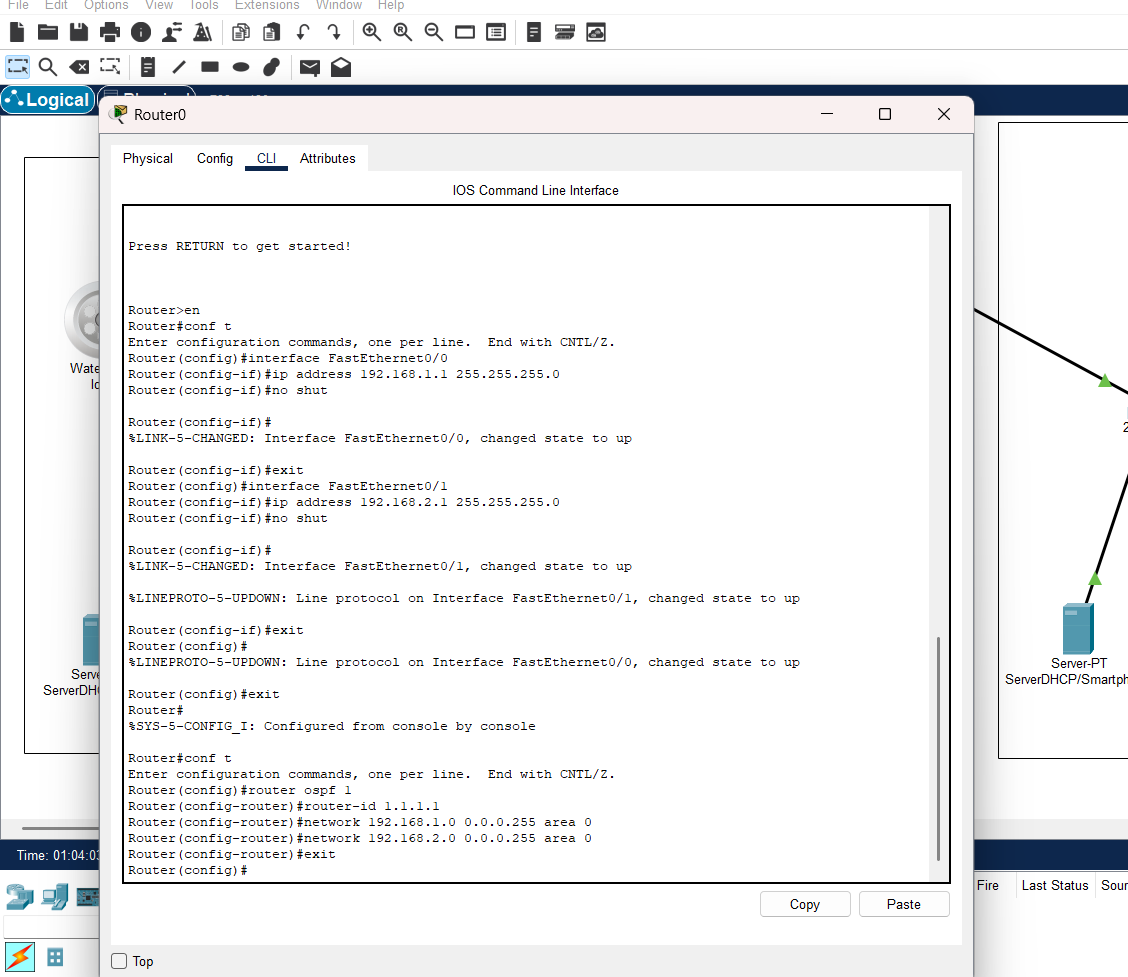 File Edit Options View Tools Extensions Window Help
Logical
Router0
Physical Config CLI Attributes
IOS Command Line Interface
Press RETURN to get started!
Router>en
Router#conf t
Enter configuration commands, one per line.  End with CNTL/Z.
Router(config)#interface FastEthernet0/0
Router(config-if)#ip address 192.168.1.1 255.255.255.0
Router(config-if)#no shut
Router(config-if)#
%LINK-5-CHANGED: Interface FastEthernet0/0, changed state to up
Router(config-if)#exit
Router(config)#interface FastEthernet0/1
Router(config-if)#ip address 192.168.2.1 255.255.255.0
Router(config-if)#no shut
Router(config-if)#
%LINK-5-CHANGED: Interface FastEthernet0/1, changed state to up
%LINEPROTO-5-UPDOWN: Line protocol on Interface FastEthernet0/1, changed state to up
Router(config-if)#exit
Router(config)#
%LINEPROTO-5-UPDOWN: Line protocol on Interface FastEthernet0/0, changed state to up
Router(config)#exit
Router#
%SYS-5-CONFIG_I: Configured from console by console
Router#conf t
Enter configuration commands, one per line.  End with CNTL/Z.
Router(config)#router ospf 1
Router(config-router)#router-id 1.1.1.1
Router(config-router)#network 192.168.1.0 0.0.0.255 area 0
Router(config-router)#network 192.168.2.0 0.0.0.255 area 0
Router(config-router)#exit
Router(config)#
Copy Paste
Top
Wate
Io
Serve
ServerDH
Server-PT
ServerDHCP/Smartph
2
Time: 01:04:03
Fire Last Status Sour